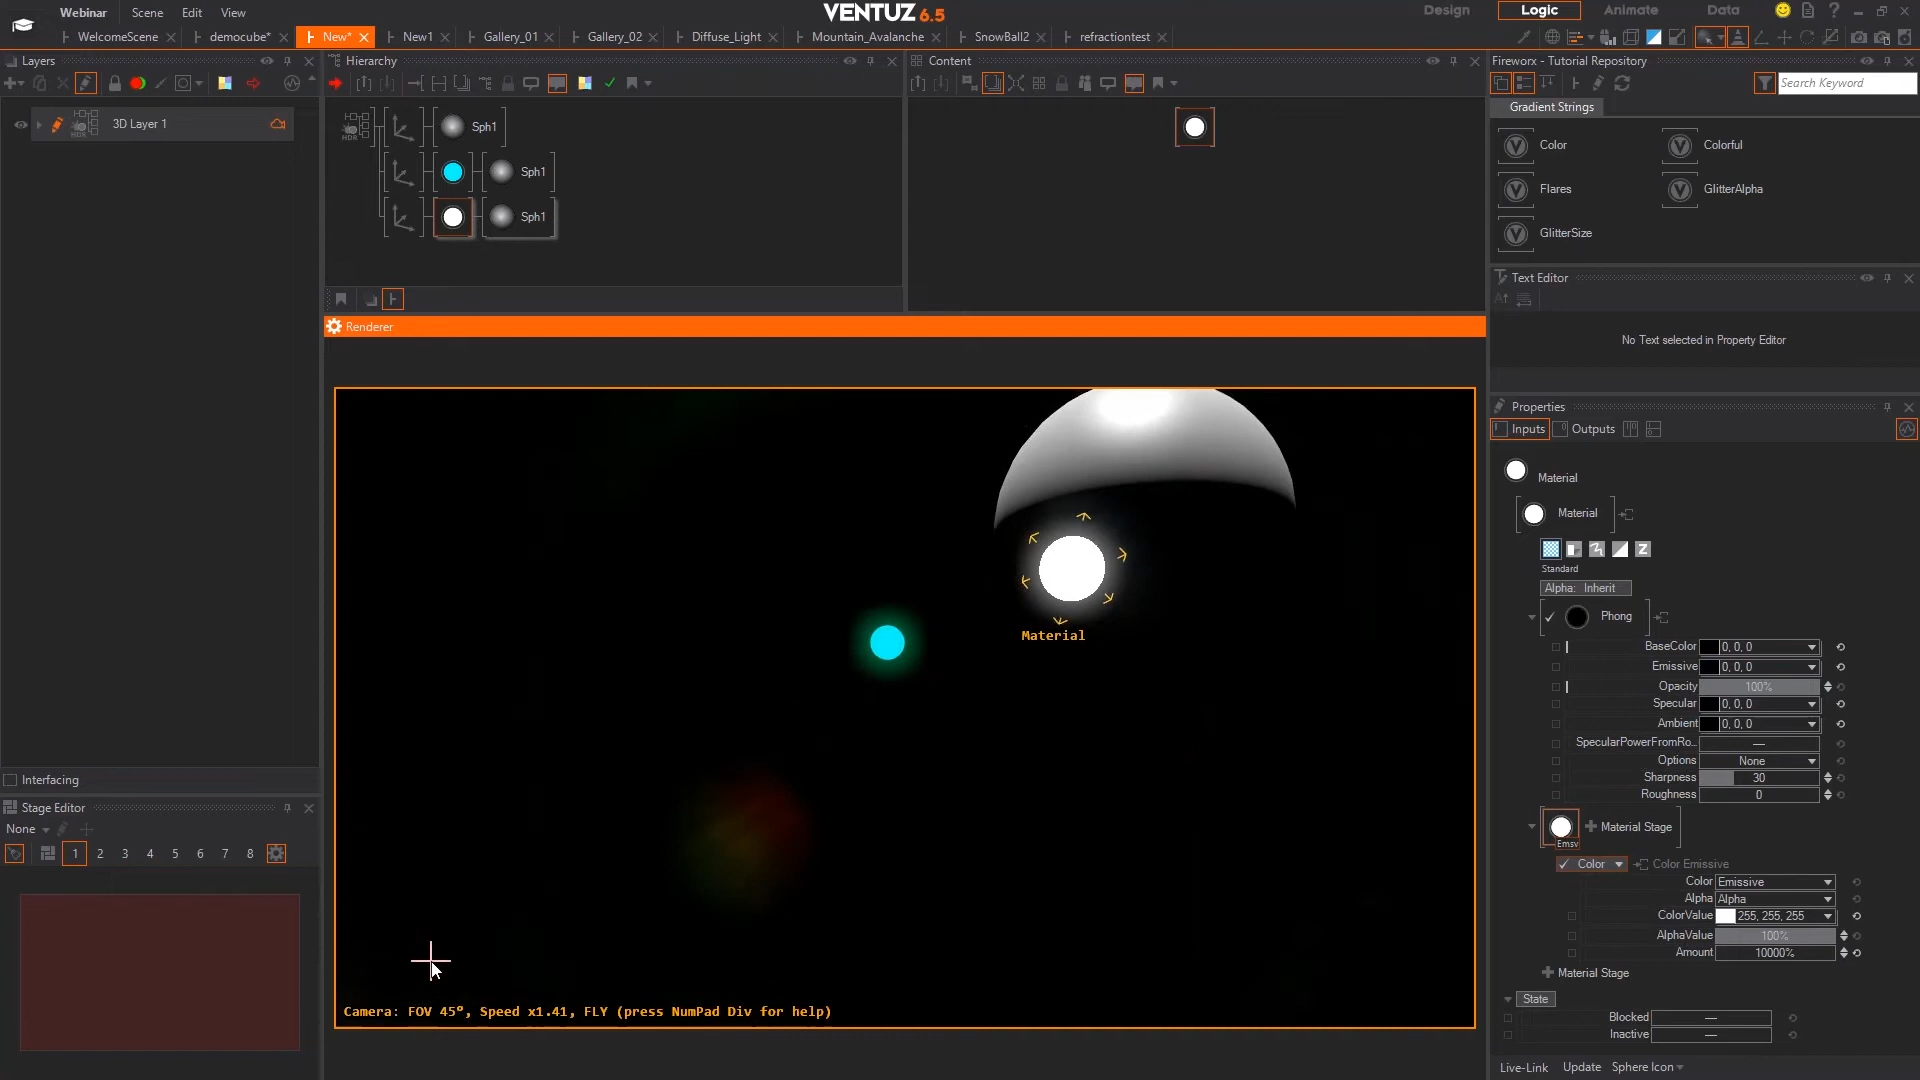 Webinar Scene Edit View
VENTUZ 6.5
Design Logic Animate Data
WelcomeScene democube* New* New1 Gallery_01 Gallery_02 Diffuse_Light Mountain_Avalanche SnowBall2 refractiontest
Layers
3D Layer 1
HDR
Interfacing
Stage Editor
None
1 2 3 4 5 6 7 8
Hierarchy
HDR
Sph1
Sph1
Sph1
Content
Renderer
Material
Camera: FOV 45º, Speed x1.41, FLY (press NumPad Div for help)
Fireworx - Tutorial Repository
Search Keyword
Gradient Strings
Color Colorful
Flares GlitterAlpha
GlitterSize
Text Editor
No Text selected in Property Editor
Properties
Inputs Outputs
Material
Material
Standard
Alpha: Inherit
Phong
BaseColor 0, 0, 0
Emissive 0, 0, 0
Opacity 100%
Specular 0, 0, 0
Ambient 0, 0, 0
SpecularPowerFromRo... —
Options None
Sharpness 30
Roughness 0
Emsv
Material Stage
Color Color Emissive
Color Emissive
Alpha Alpha
ColorValue 255, 255, 255
AlphaValue 100%
Amount 10000%
Material Stage
State
Blocked —
Inactive —
Live-Link Update Sphere Icon